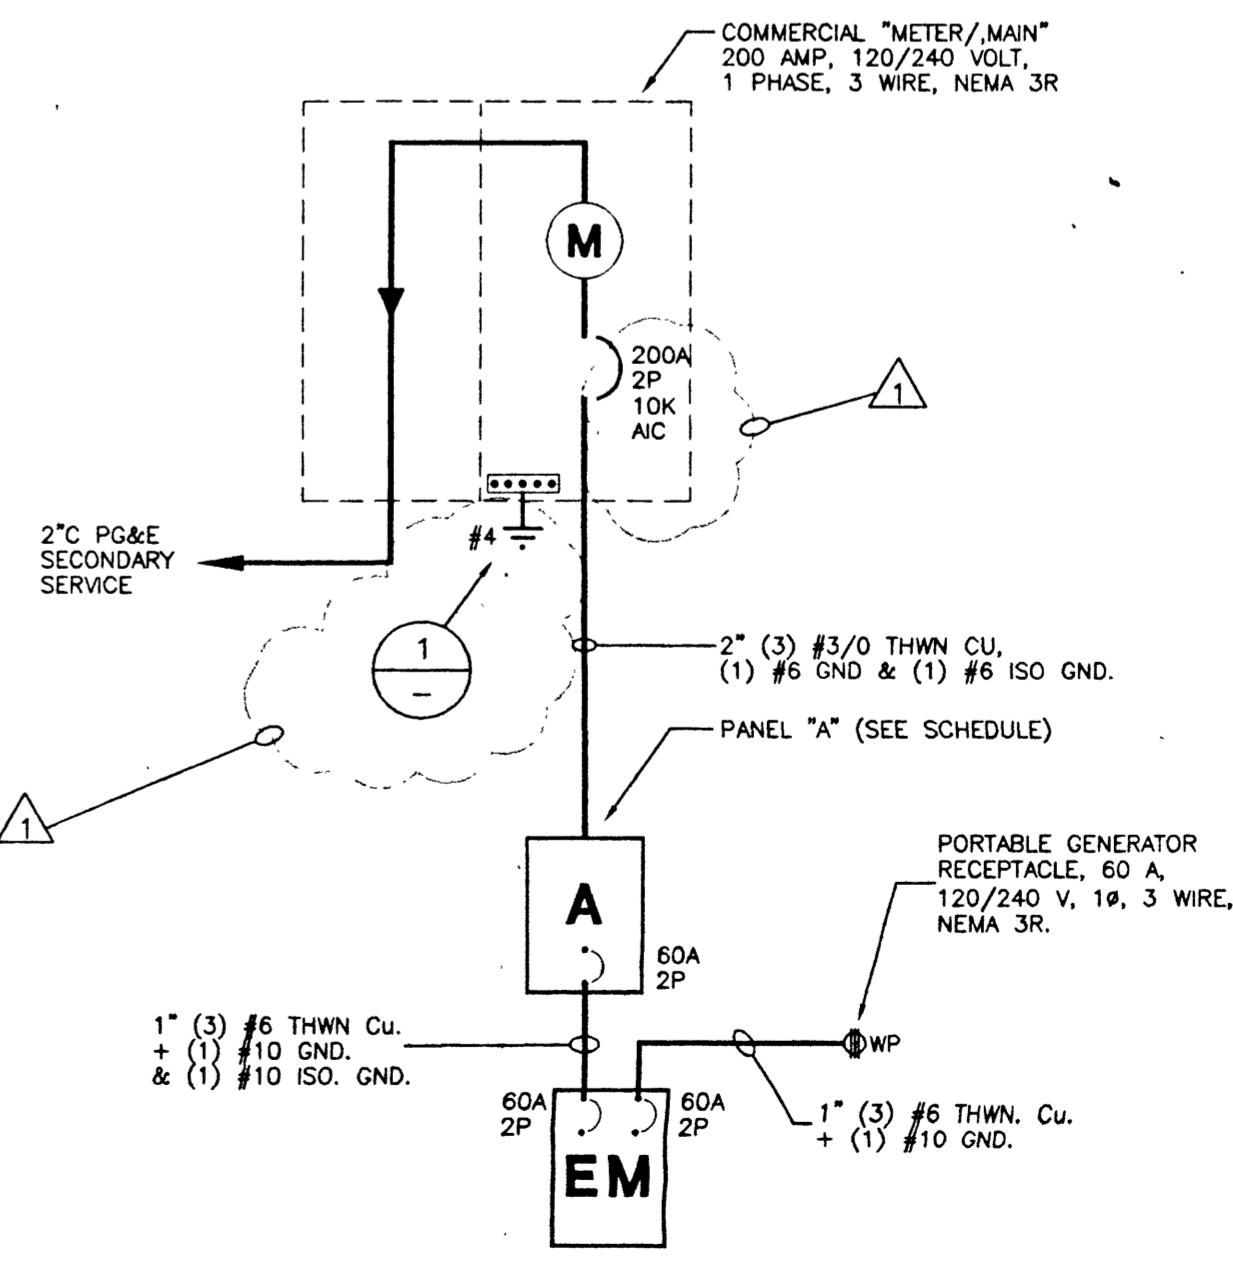 COMMERCIAL "METER/,MAIN"
200 AMP, 120/240 VOLT,
1 PHASE, 3 WIRE, NEMA 3R
M
200A
2P
10K
AIC
1
2"C PG&E
SECONDARY
SERVICE
#4
1
–
2" (3) #3/0 THWN CU,
(1) #6 GND & (1) #6 ISO GND.
PANEL "A" (SEE SCHEDULE)
1
PORTABLE GENERATOR
RECEPTACLE, 60 A,
120/240 V, 1ø, 3 WIRE,
NEMA 3R.
A
60A
2P
1" (3) #6 THWN Cu.
+ (1) #10 GND.
& (1) #10 ISO. GND.
WP
60A
2P
60A
2P
1" (3) #6 THWN. Cu.
+ (1) #10 GND.
EM